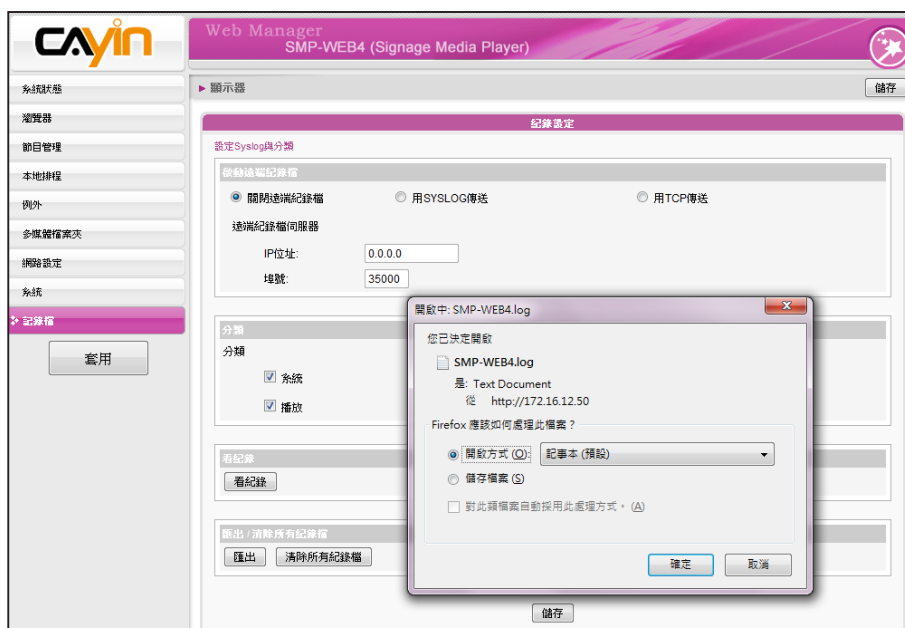 CAYIN
Web Manager
SMP-WEB4 (Signage Media Player)
系統狀態
瀏覽器
節目管理
本地排程
例外
多媒體檔案夾
網路設定
系統
記錄檔
套用
顯示器
儲存
紀錄設定
設定Syslog與分類
啟動遠端紀錄檔
關閉遠端紀錄檔
用SYSLOG傳送
用TCP傳送
遠端紀錄檔伺服器
IP位址:
0.0.0.0
埠號:
35000
分類
分類
系統
播放
看紀錄
看紀錄
匯出 / 清除所有紀錄檔
匯出
清除所有紀錄檔
儲存
開啟中: SMP-WEB4.log
您已決定開啟
SMP-WEB4.log
是: Text Document
從 http://172.16.12.50
Firefox 應該如何處理此檔案？
開啟方式 (O):
記事本 (預設)
儲存檔案 (S)
對此類檔案自動採用此處理方式。(A)
確定
取消